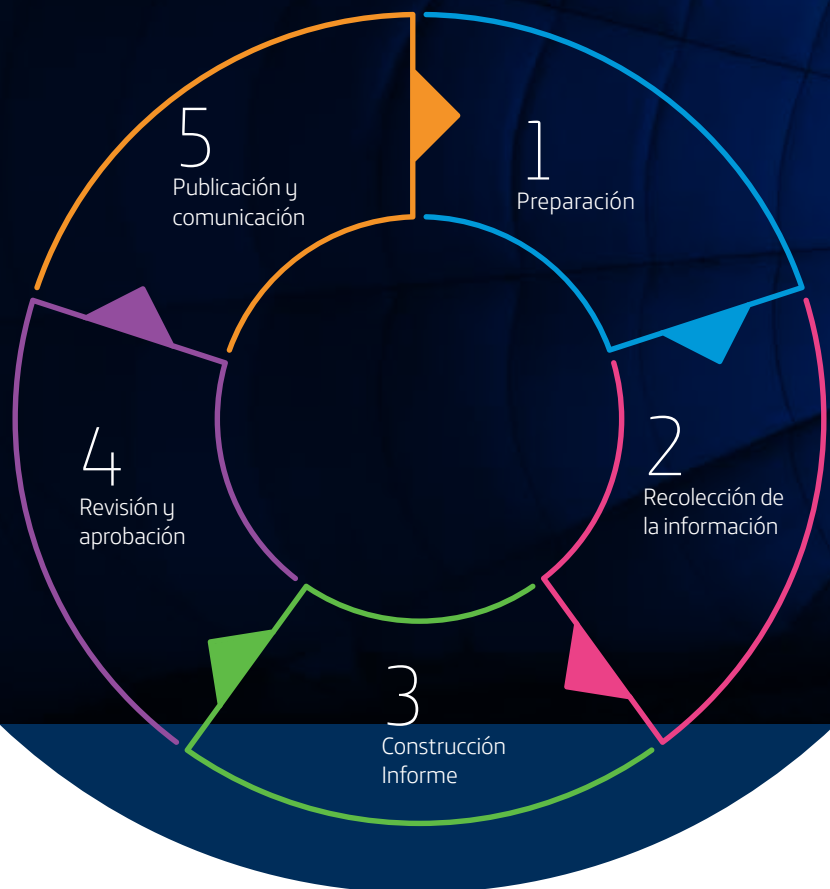 1
Preparación
2
Recolección de
la información
3
Construcción
Informe
4
Revisión y
aprobación
5
Publicación y
comunicación